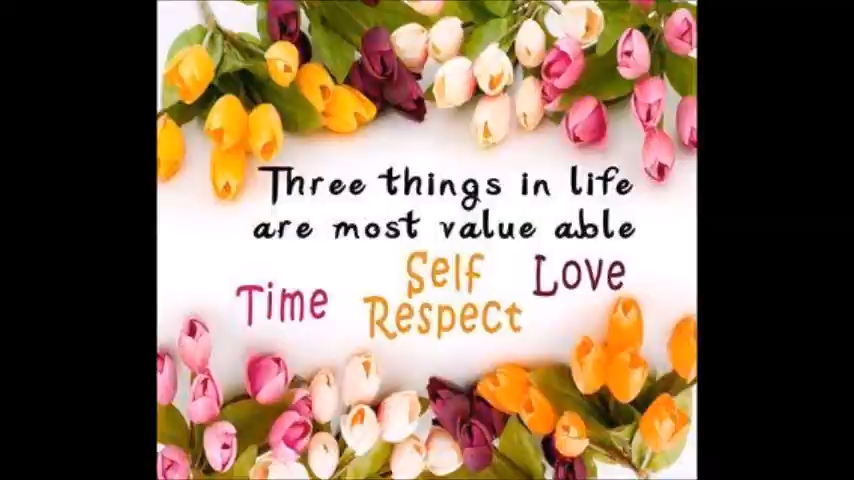 Three things in life
are most value able
Time Self Respect Love